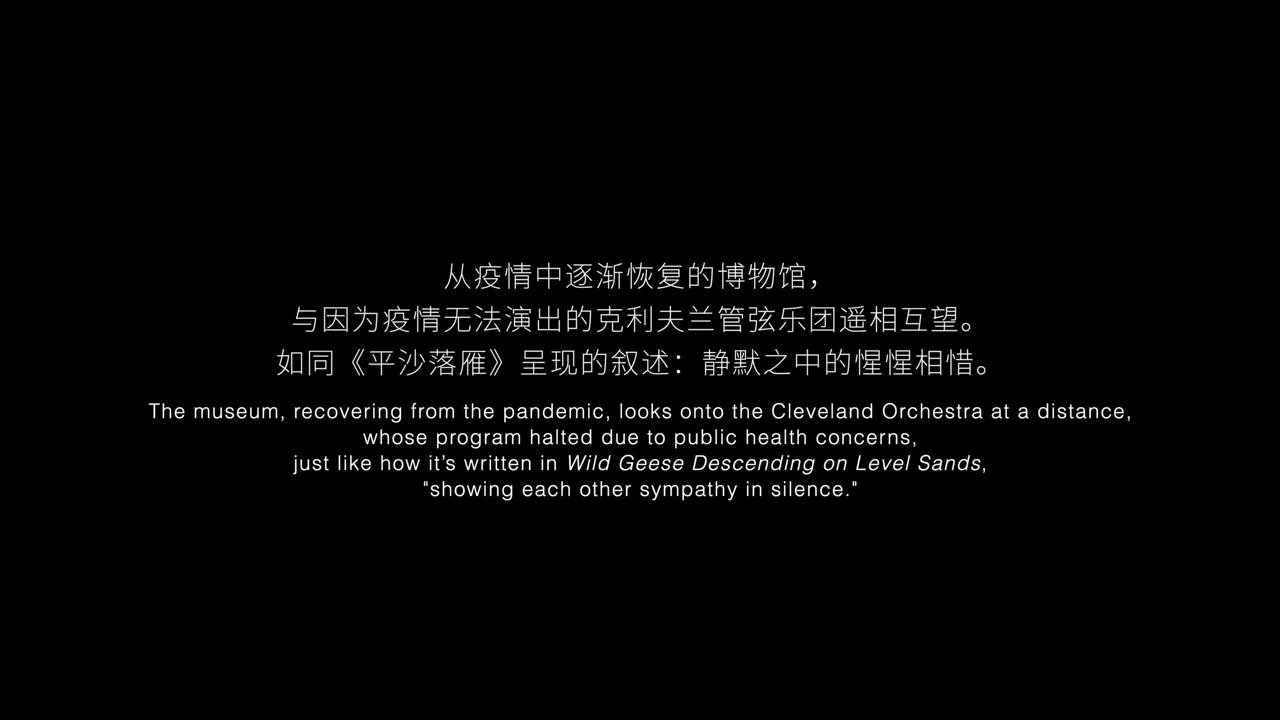 从疫情中逐渐恢复的博物馆，
与因为疫情无法演出的克利夫兰管弦乐团遥相互望。
如同《平沙落雁》呈现的叙述：静默之中的惺惺相惜。
The museum, recovering from the pandemic, looks onto the Cleveland Orchestra at a distance,
whose program halted due to public health concerns,
just like how it’s written in Wild Geese Descending on Level Sands,
"showing each other sympathy in silence."